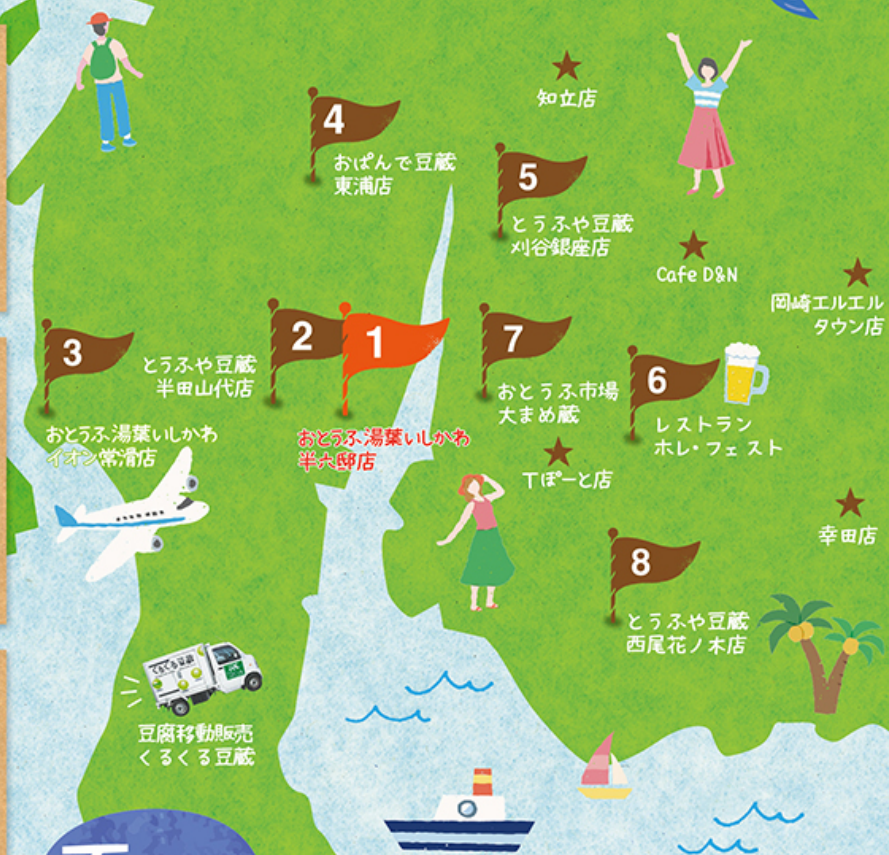 知立店
4
おぱんで豆蔵
東浦店
5
とうふや豆蔵
刈谷銀座店
Cafe D&N
岡崎エルエル
タウン店
3
おとうふ湯葉いしかわ
イオン常滑店
2
とうふや豆蔵
半田山代店
1
おとうふ湯葉いしかわ
半六邸店
7
おとうふ市場
大まめ蔵
6
レストラン
ホレ・フェスト
Tぽーと店
幸田店
8
とうふや豆蔵
西尾花ノ木店
くるくる豆蔵
豆腐移動販売
くるくる豆蔵